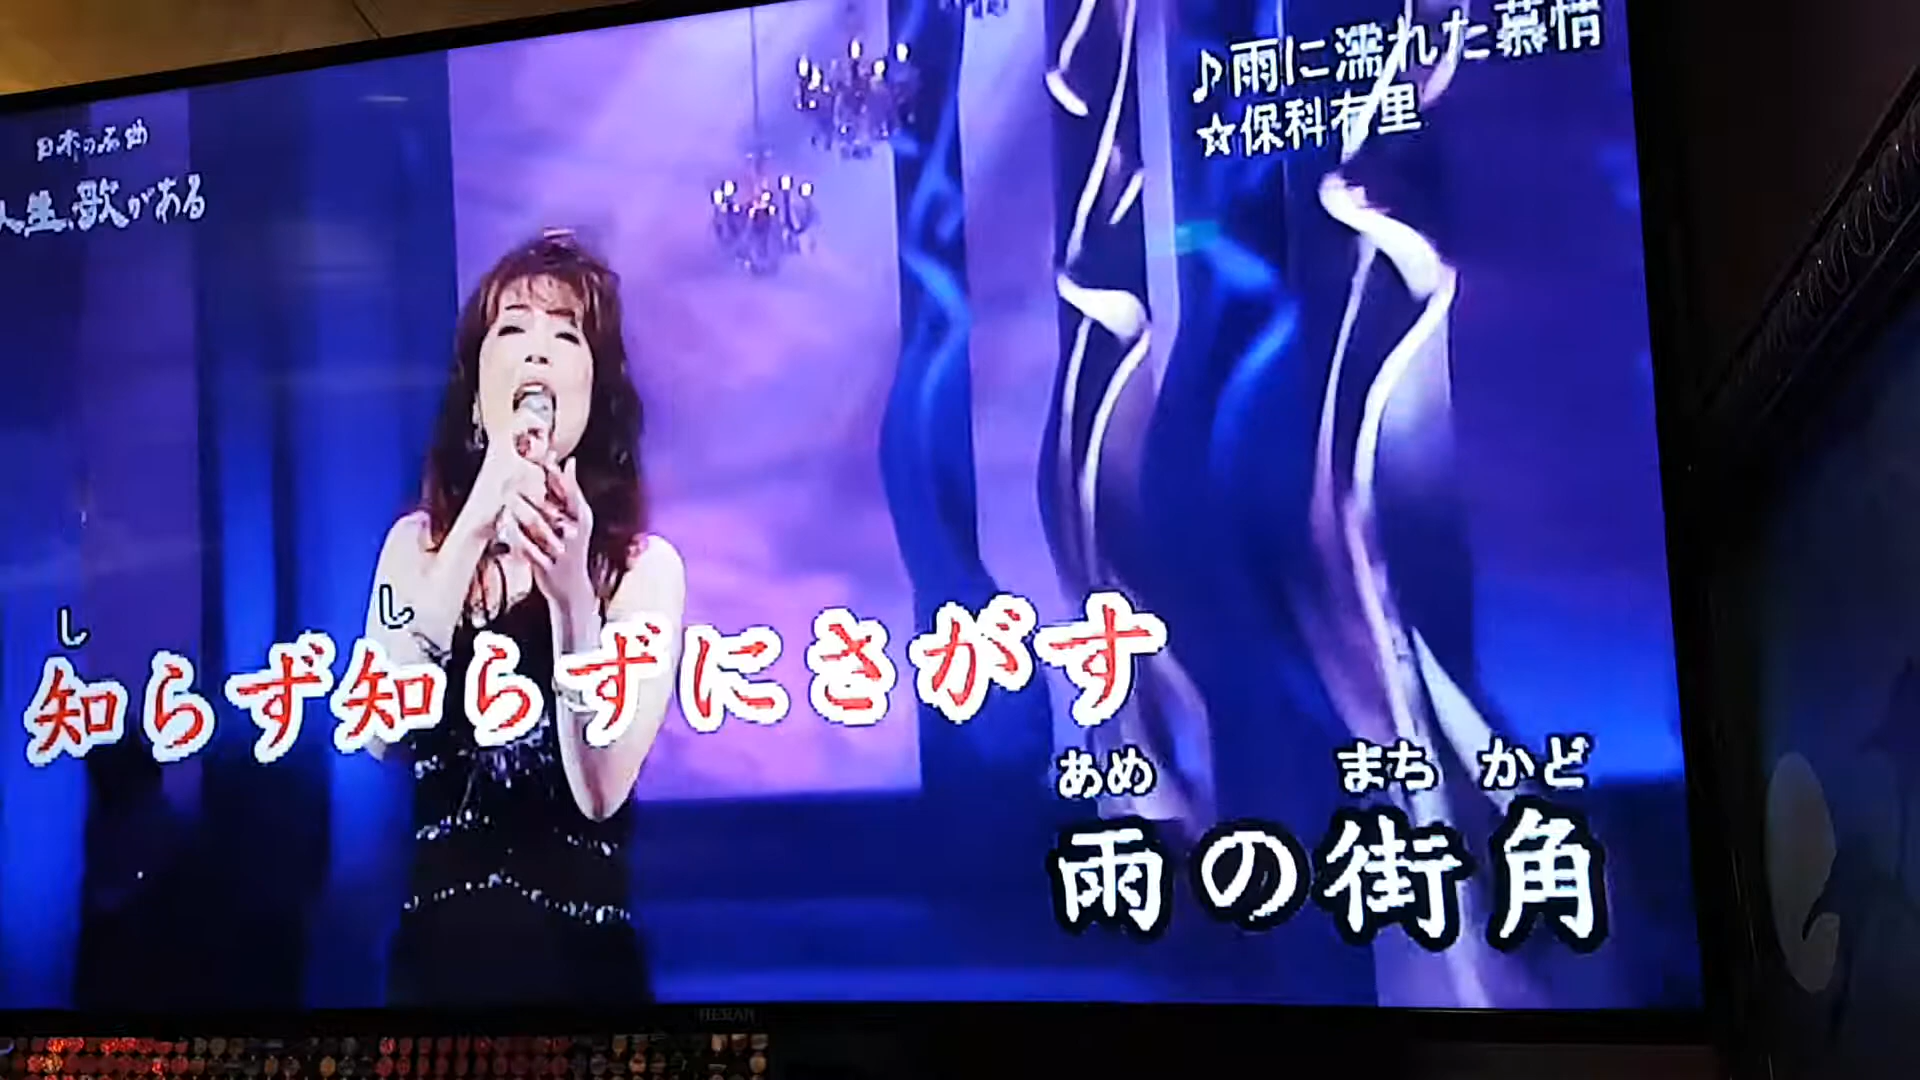 ♪雨に濡れた慕情
☆保科有里
日本の名曲
人生、歌がある
し し
知らず知らずにさがす
あめ まち かど
雨の街角
HERAN